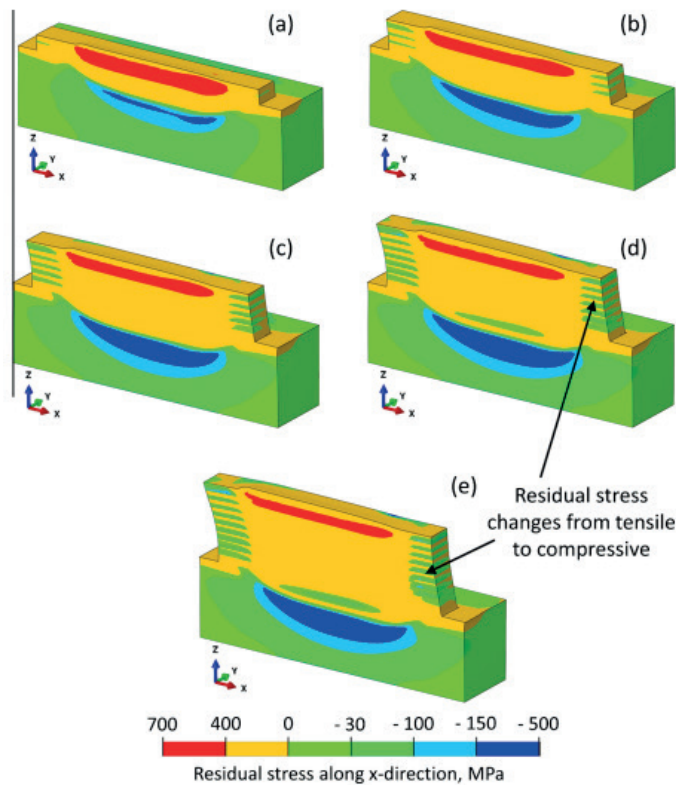 (a)
(b)
Z
Y
X
Z
Y
X
(c)
(d)
Z
Y
X
Z
Y
X
(e)
Residual stress
changes from tensile
to compressive
Z
Y
X
700 400 0 - 30 - 100 - 150 - 500
Residual stress along x-direction, MPa